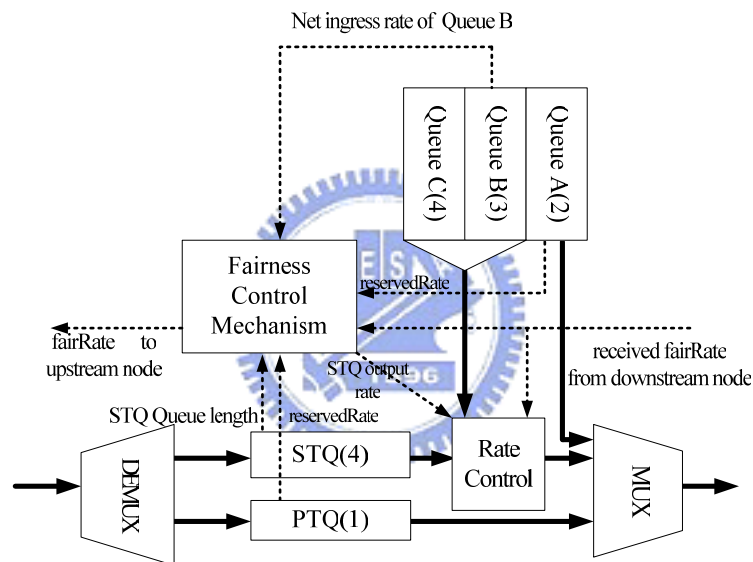 Net ingress rate of Queue B
Queue C(4)
Queue B(3)
Queue A(2)
Fairness
Control
Mechanism
reservedRate
fairRate to
upstream node
received fairRate
from downstream node
STQ output
rate
STQ Queue length
reservedRate
DEMUX
STQ(4)
PTQ(1)
Rate
Control
MUX
E S
1896